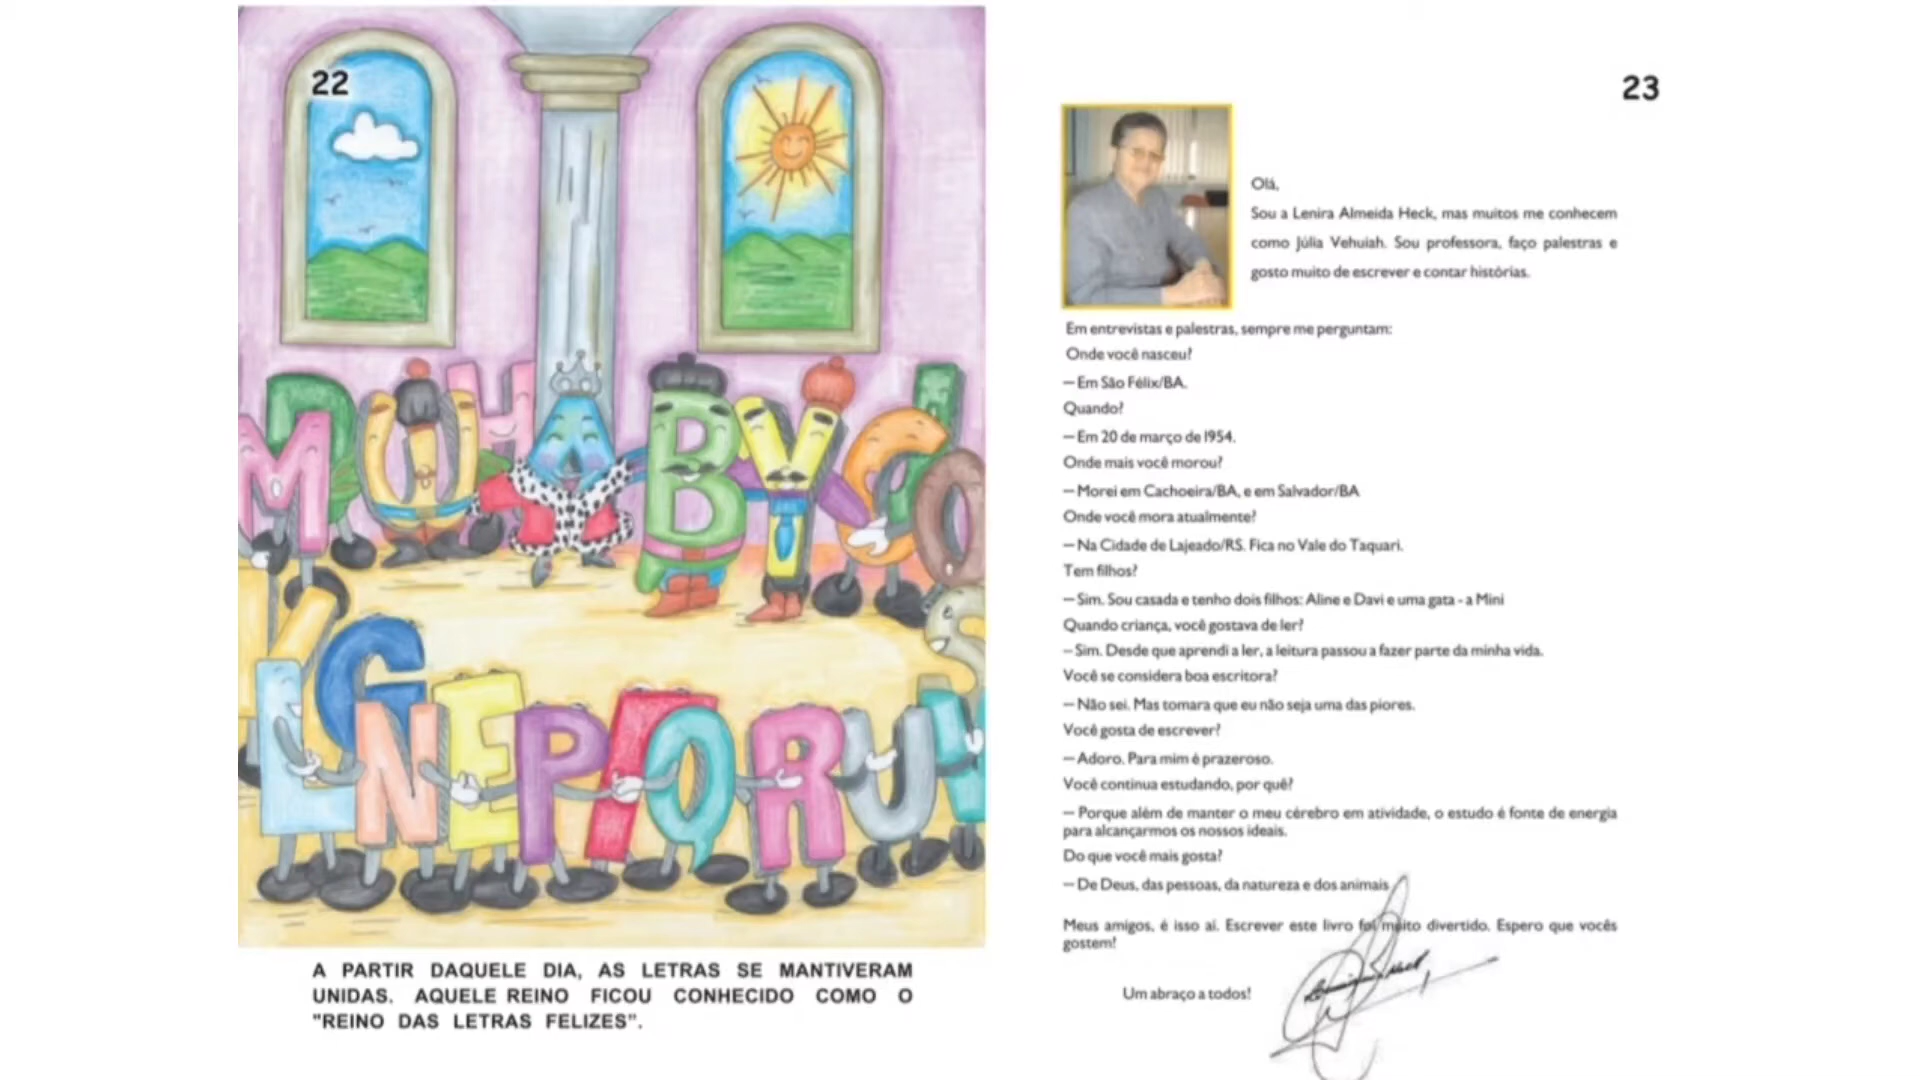 22
A PARTIR DAQUELE DIA, AS LETRAS SE MANTIVERAM
UNIDAS. AQUELE REINO FICOU CONHECIDO COMO O
"REINO DAS LETRAS FELIZES".
23
Olá,
Sou a Lenira Almeida Heck, mas muitos me conhecem
como Júlia Vehuiah. Sou professora, faço palestras e
gosto muito de escrever e contar histórias.
Em entrevistas e palestras, sempre me perguntam:
Onde você nasceu?
— Em São Félix/BA.
Quando?
— Em 20 de março de 1954.
Onde mais você morou?
— Morei em Cachoeira/BA, e em Salvador/BA
Onde você mora atualmente?
— Na Cidade de Lajeado/RS. Fica no Vale do Taquari.
Tem filhos?
— Sim. Sou casada e tenho dois filhos: Aline e Davi e uma gata - a Mini
Quando criança, você gostava de ler?
– Sim. Desde que aprendi a ler, a leitura passou a fazer parte da minha vida.
Você se considera boa escritora?
— Não sei. Mas tomara que eu não seja uma das piores.
Você gosta de escrever?
— Adoro. Para mim é prazeroso.
Você continua estudando, por quê?
— Porque além de manter o meu cérebro em atividade, o estudo é fonte de energia
para alcançarmos os nossos ideais.
Do que você mais gosta?
— De Deus, das pessoas, da natureza e dos animais
Meus amigos, é isso aí. Escrever este livro foi muito divertido. Espero que vocês
gostem!
Um abraço a todos!